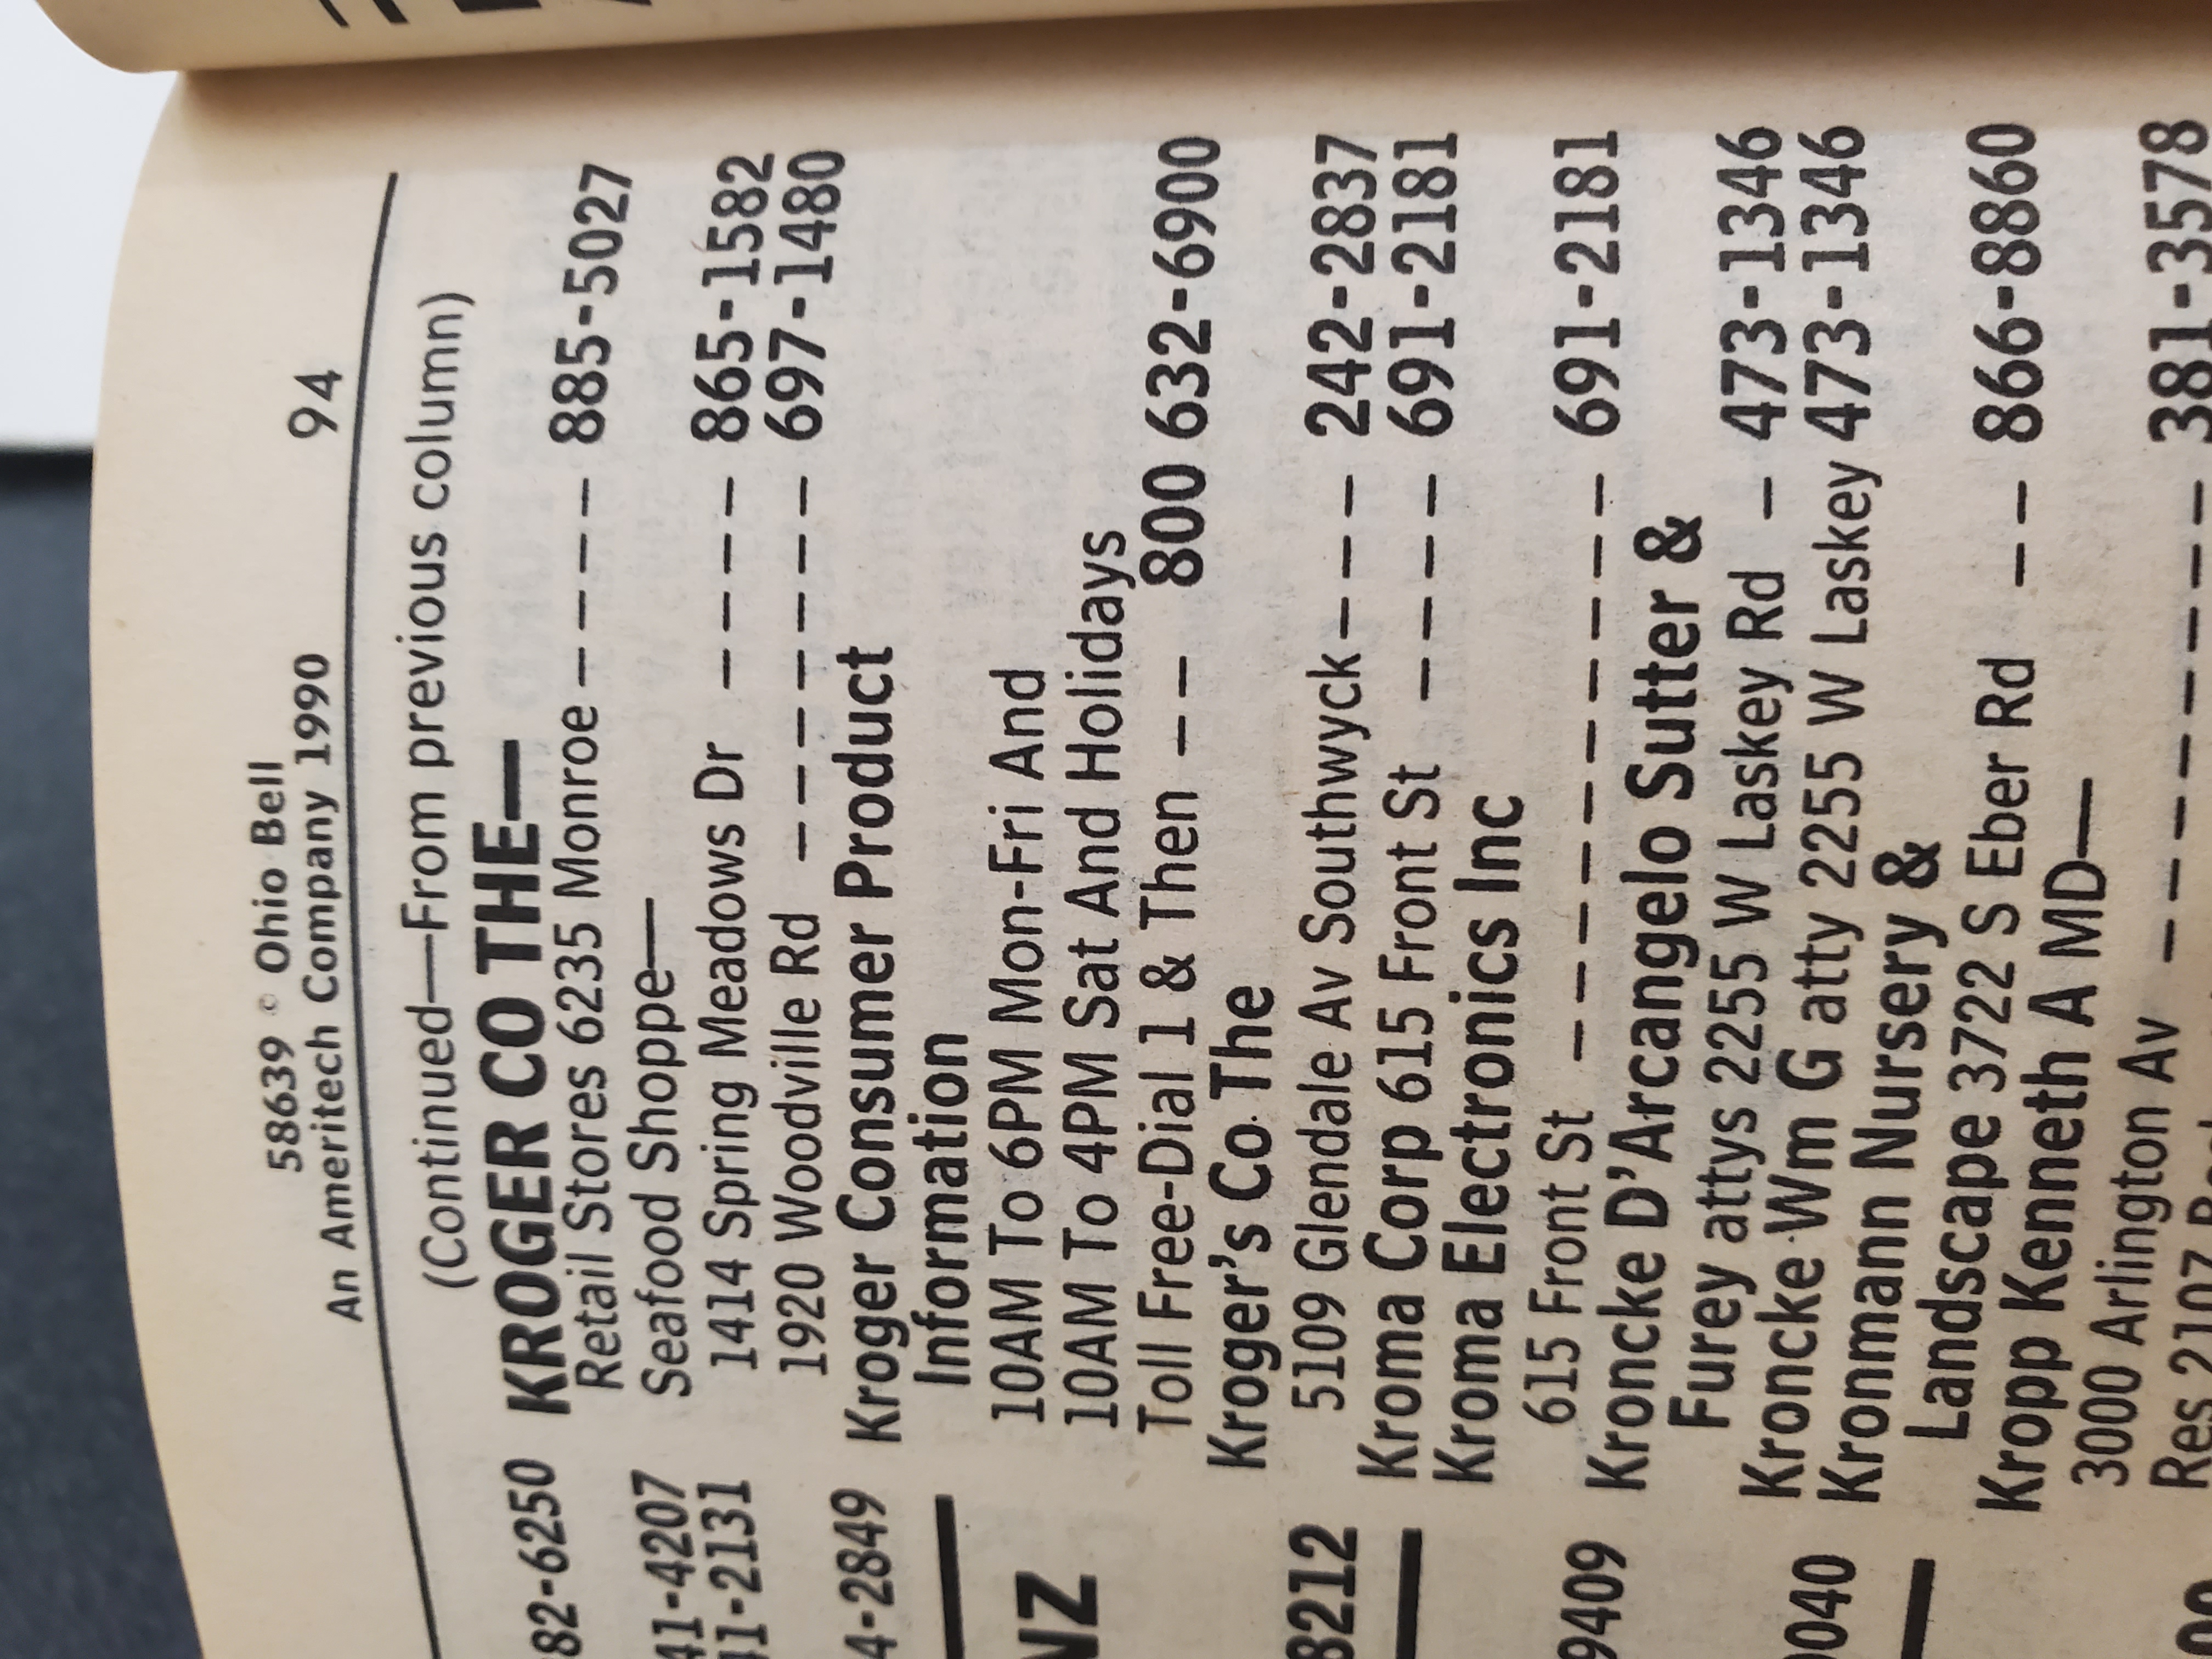 58639 © Ohio Bell 94
An Ameritech Company 1990
82-6250
41-4207
41-2131
4-2849
NZ
8212
9409
0040
(Continued—From previous column)
KROGER CO THE—
Retail Stores 6235 Monroe - - - - 885-5027
Seafood Shoppe—
1414 Spring Meadows Dr - - - - 865-1582
1920 Woodville Rd - - - - - - - 697-1480
Kroger Consumer Product
Information
10AM To 6PM Mon-Fri And
10AM To 4PM Sat And Holidays
Toll Free-Dial 1 & Then - - 800 632-6900
Kroger's Co The
5109 Glendale Av Southwyck - - - 242-2837
Kroma Corp 615 Front St - - - - 691-2181
Kroma Electronics Inc
615 Front St - - - - - - - - - 691-2181
Kroncke D'Arcangelo Sutter &
Furey attys 2255 W Laskey Rd - 473-1346
Kroncke Wm G atty 2255 W Laskey 473-1346
Kronmann Nursery &
Landscape 3722 S Eber Rd - - 866-8860
Kropp Kenneth A MD—
3000 Arlington Av - - - - - - - 381-3578
Res 2107